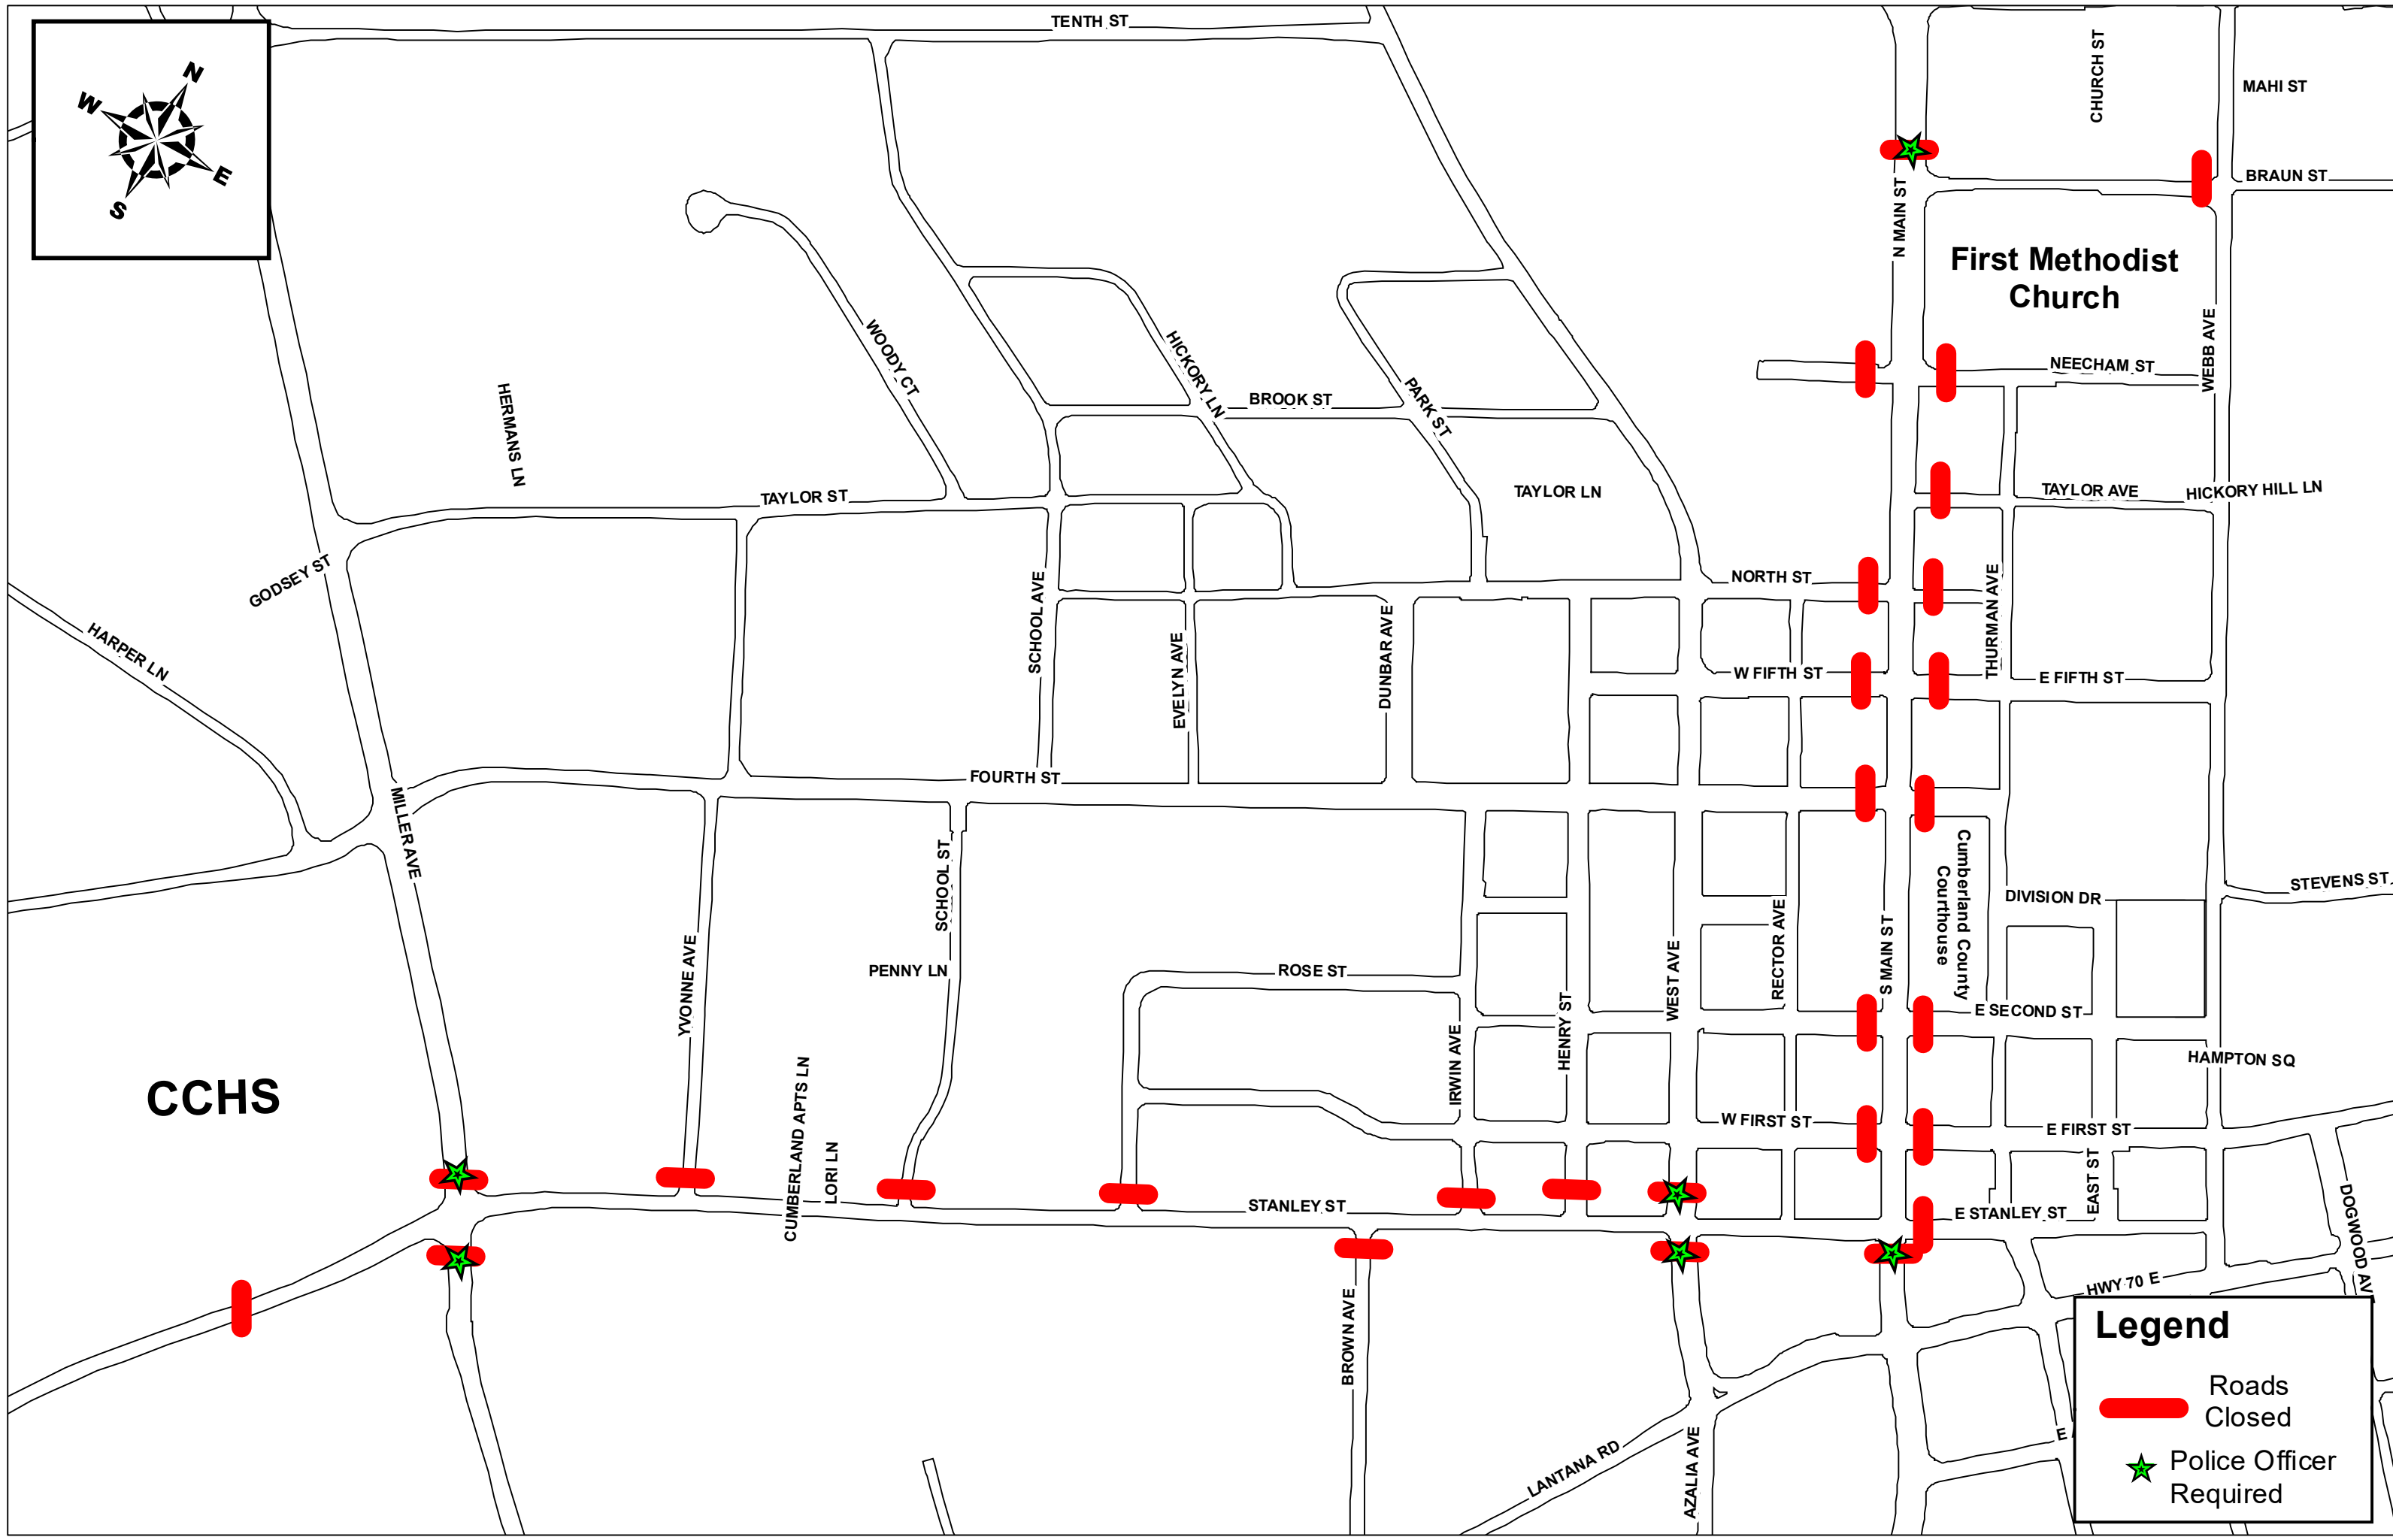 TENTH ST
CHURCH ST
MAHI ST
N
W
E
S
BRAUN ST
N MAIN ST
First Methodist
Church
WEBB AVE
NEECHAM ST
WOODY CT
HICKORY LN
HERMANS LN
BROOK ST
PARK ST
TAYLOR ST
TAYLOR LN
TAYLOR AVE
HICKORY HILL LN
GODSEY ST
NORTH ST
SCHOOL AVE
EVELYN AVE
DUNBAR AVE
THURMAN AVE
HARPER LN
W FIFTH ST
E FIFTH ST
FOURTH ST
MILLER AVE
SCHOOL ST
Cumberland County
Courthouse
STEVENS ST
DIVISION DR
YVONNE AVE
PENNY LN
ROSE ST
WEST AVE
RECTOR AVE
S MAIN ST
HENRY ST
IRWIN AVE
E SECOND ST
HAMPTON SQ
CCHS
CUMBERLAND APTS LN
LORI LN
W FIRST ST
E FIRST ST
EAST ST
STANLEY ST
E STANLEY ST
DOGWOOD AV
HWY 70 E
BROWN AVE
LANTANA RD
AZALIA AVE
E
Legend
Roads
Closed
Police Officer
Required